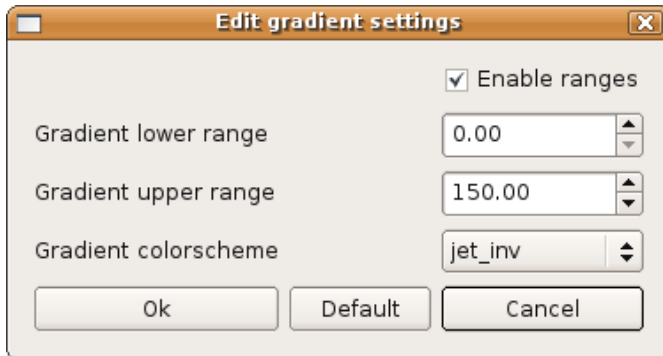 Edit gradient settings
Enable ranges
Gradient lower range 0.00
Gradient upper range 150.00
Gradient colorscheme jet_inv
Ok Default Cancel